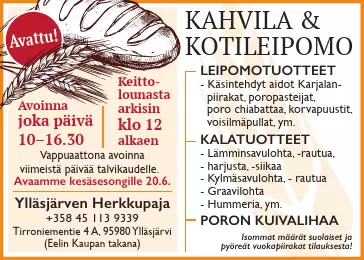 Avattu!
Avoinna
joka päivä
10–16.30
Keitto-
lounasta
arkisin
klo 12
alkaen
Vappuaattona avoinna
viimeistä päivää talvikaudelle.
Avaamme kesäsesongille 20.6.
Ylläsjärven Herkkupaja
+358 45 113 9339
Tirroniementie 4 A, 95980 Ylläsjärvi
(Eelin Kaupan takana)
KAHVILA &
KOTILEIPOMO
LEIPOMOTUOTTEET
- Käsintehdyt aidot Karjalan-
piirakat, poropasteijat,
poro chiabattaa, korvapuustit,
voisilmäpullat, ym.
KALATUOTTEET
- Lämminsavulohta, -rautua,
- harjusta, -siikaa
- Kylmäsavulohta, - rautua
- Graavilohta
- Hummeria, ym.
PORON KUIVALIHAA
Isommat määrät suolaiset ja
pyöreät vuokapiirakat tilauksesta!